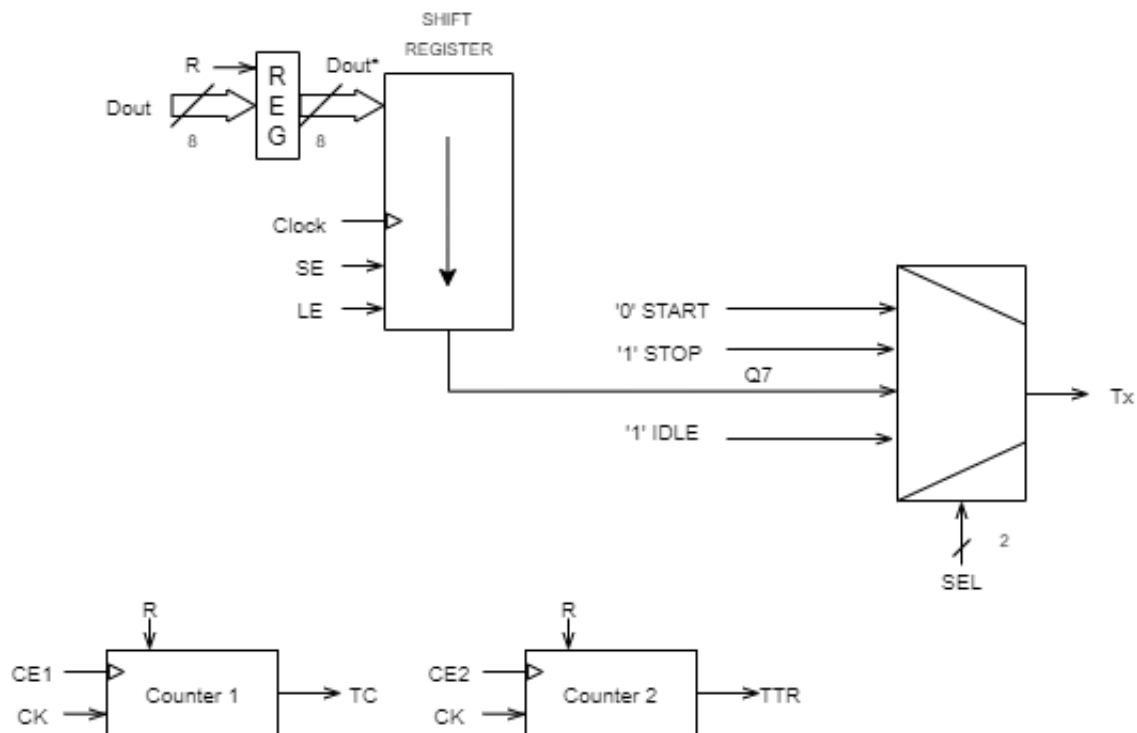 SHIFT
REGISTER
R
Dout
8
R
E
G
Dout*
8
Clock
SE
LE
'0' START
'1' STOP
Q7
'1' IDLE
Tx
2
SEL
R
CE1
CK
Counter 1
TC
R
CE2
CK
Counter 2
TTR